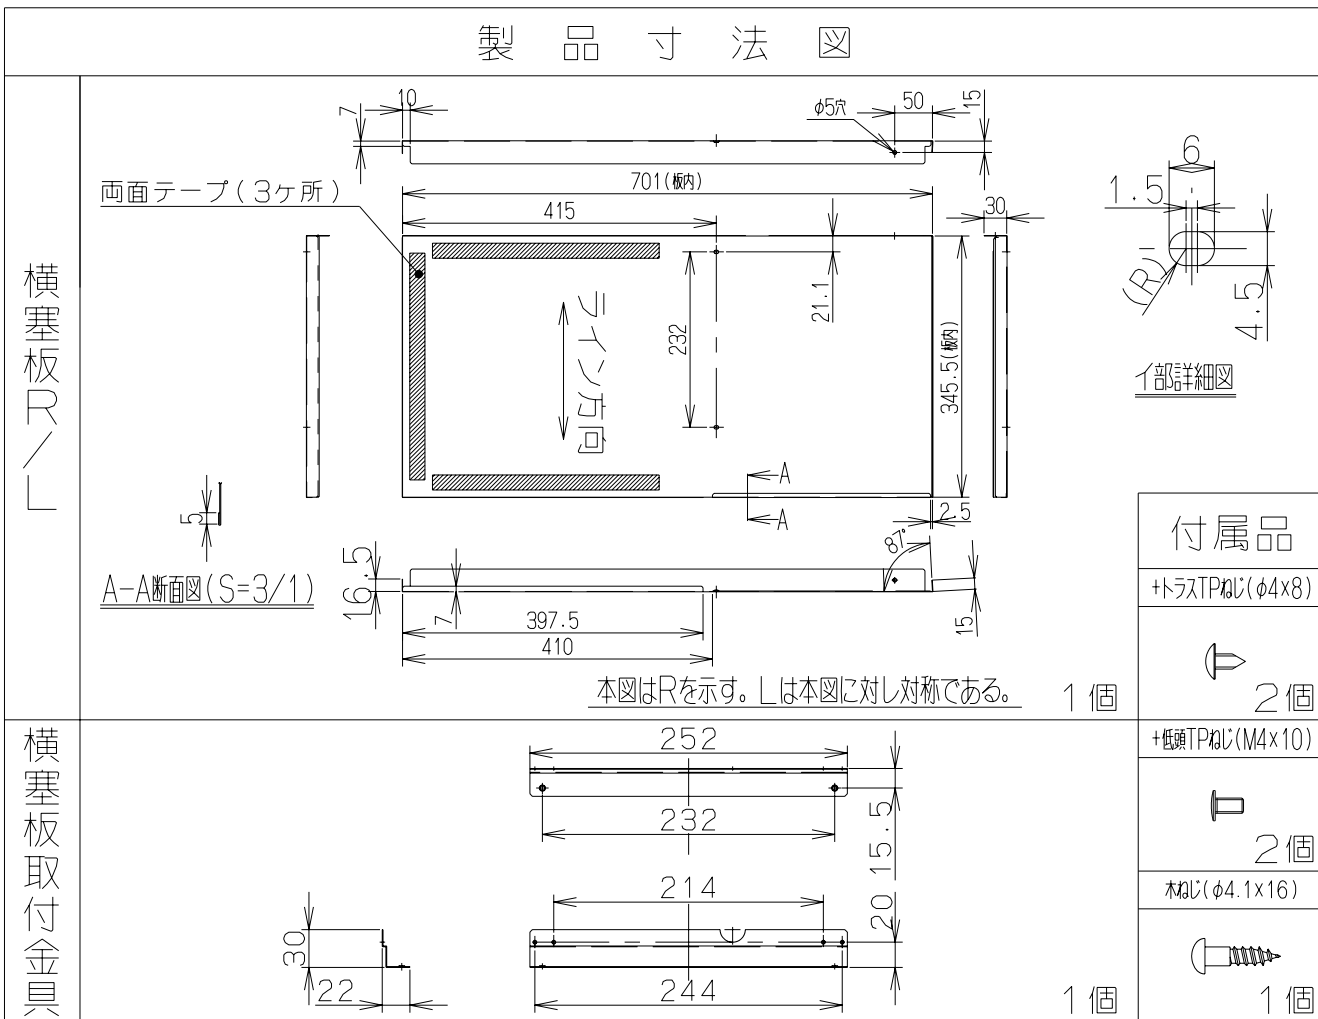 製品寸法図
横塞板R/L
7
10
φ5穴
50
15
両面テープ(3ヶ所)
701(板内)
415
30
6
1.5
(R)
4.5
イ部詳細図
21.1
232
345.5(板内)
ライン方向
A
A
2.5
5
A-A断面図(S=3/1)
87°
16.5
7
15
397.5
410
本図はRを示す。Lは本図に対し対称である。
1個
付属品
+トラスTPねじ(φ4×8)
2個
+低頭TPねじ(M4×10)
2個
木ねじ(φ4.1×16)
1個
横塞板取付金具
252
232
15.5
214
20
30
22
244
1個